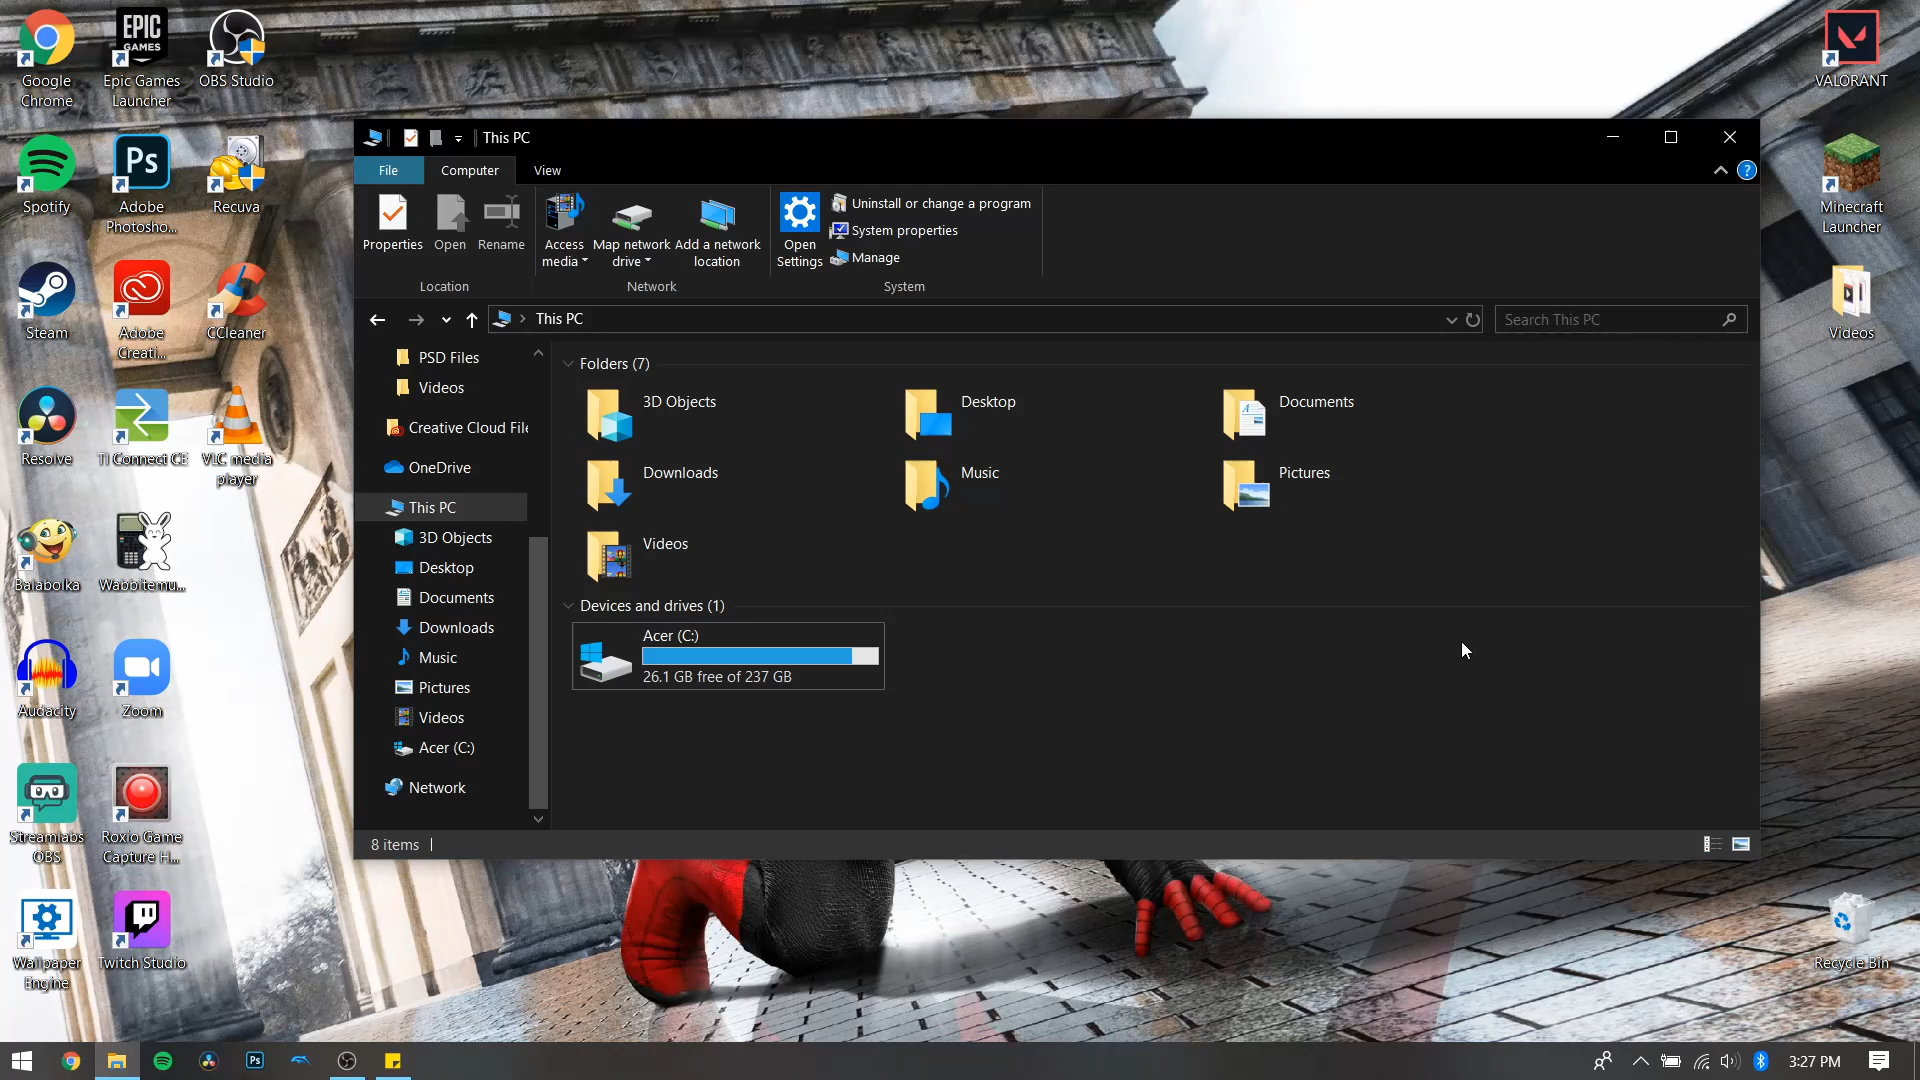 Google
Chrome
EPIC
GAMES
Epic Games
Launcher
OBS Studio
Spotify
Ps
Adobe
Photosho...
Recuva
Steam
Adobe
Creati...
CCleaner
Resolve
TI Connect CE
VLC media
player
Balabolka
Wabbitemu...
Audacity
Zoom
Streamlabs
OBS
Roxio Game
Capture H...
Wallpaper
Engine
Twitch Studio
VALORANT
Minecraft
Launcher
Videos
Recycle Bin
This PC
File
Computer
View
?
Properties
Open
Rename
Access
media
Map network
drive
Add a network
location
Open
Settings
Uninstall or change a program
System properties
Manage
Location
Network
System
This PC
Search This PC
PSD Files
Videos
Creative Cloud File
OneDrive
This PC
3D Objects
Desktop
Documents
Downloads
Music
Pictures
Videos
Acer (C:)
Network
Folders (7)
3D Objects
Desktop
Documents
Downloads
Music
Pictures
Videos
Devices and drives (1)
Acer (C:)
26.1 GB free of 237 GB
8 items
Ps
3:27 PM